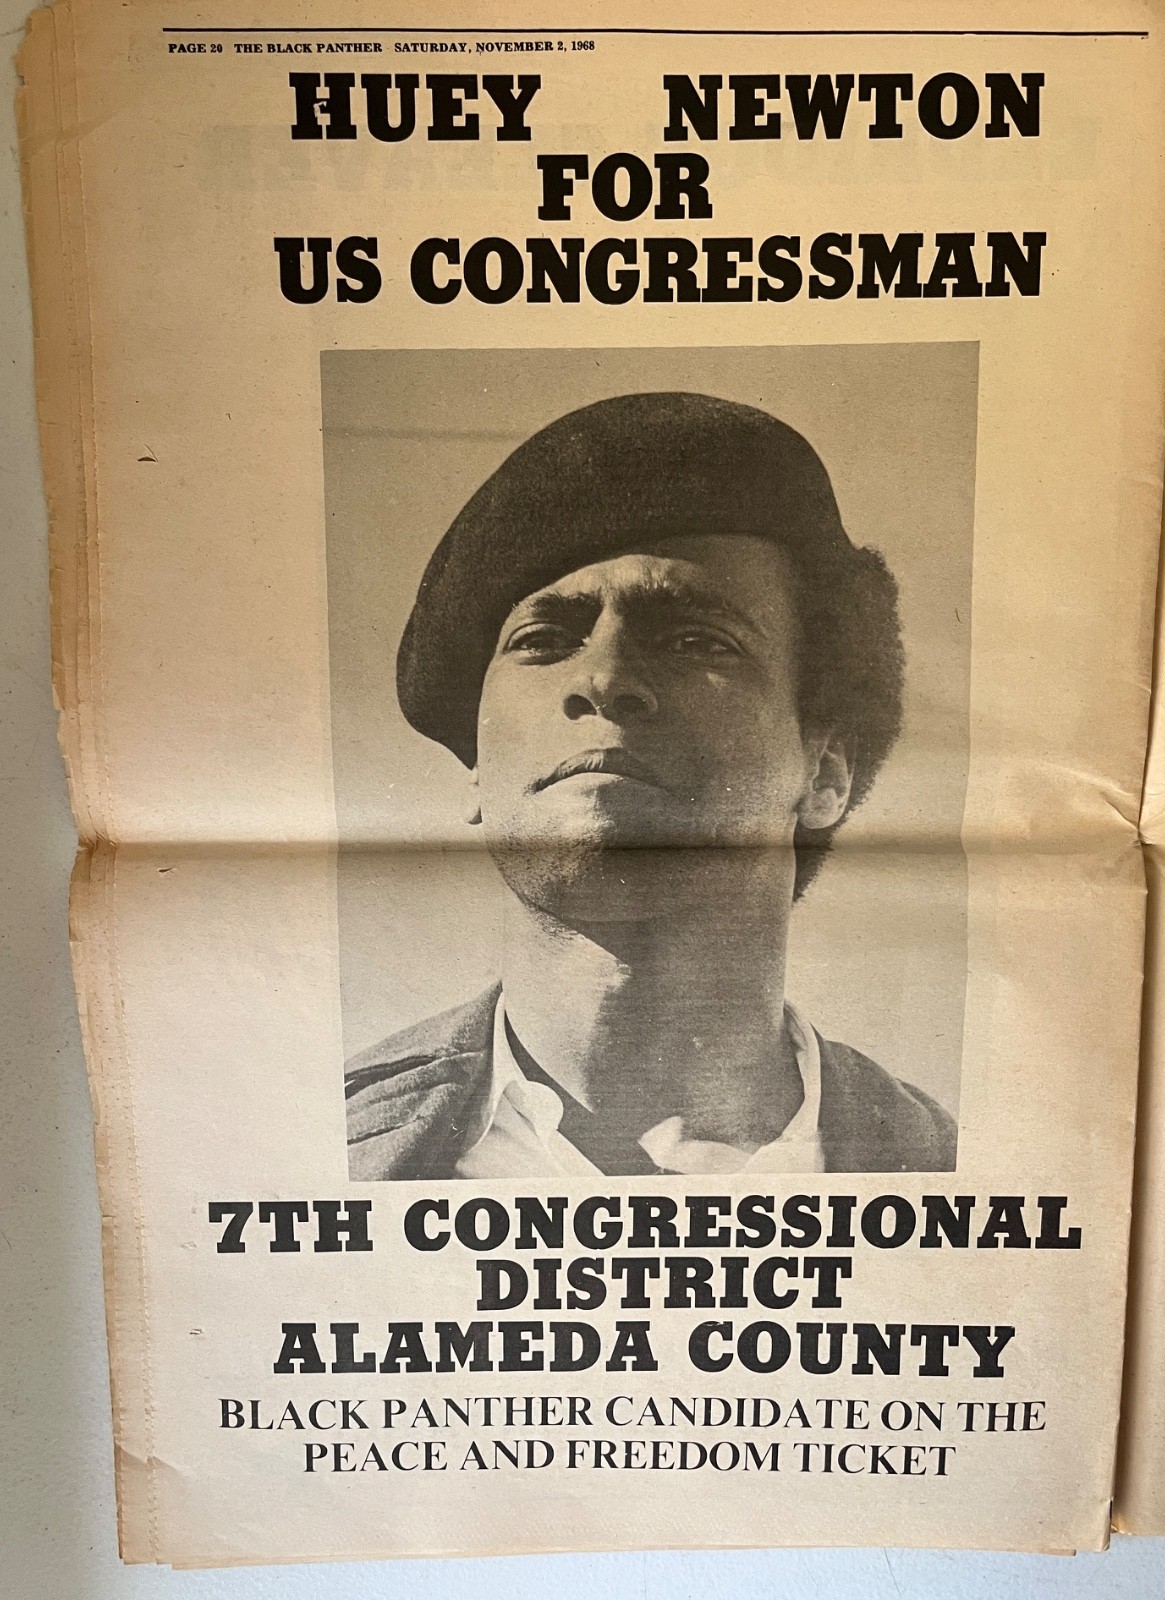 PAGE 20 THE BLACK PANTHER SATURDAY, NOVEMBER 2, 1968
HUEY NEWTON
FOR
US CONGRESSMAN
7TH CONGRESSIONAL
DISTRICT
ALAMEDA COUNTY
BLACK PANTHER CANDIDATE ON THE
PEACE AND FREEDOM TICKET